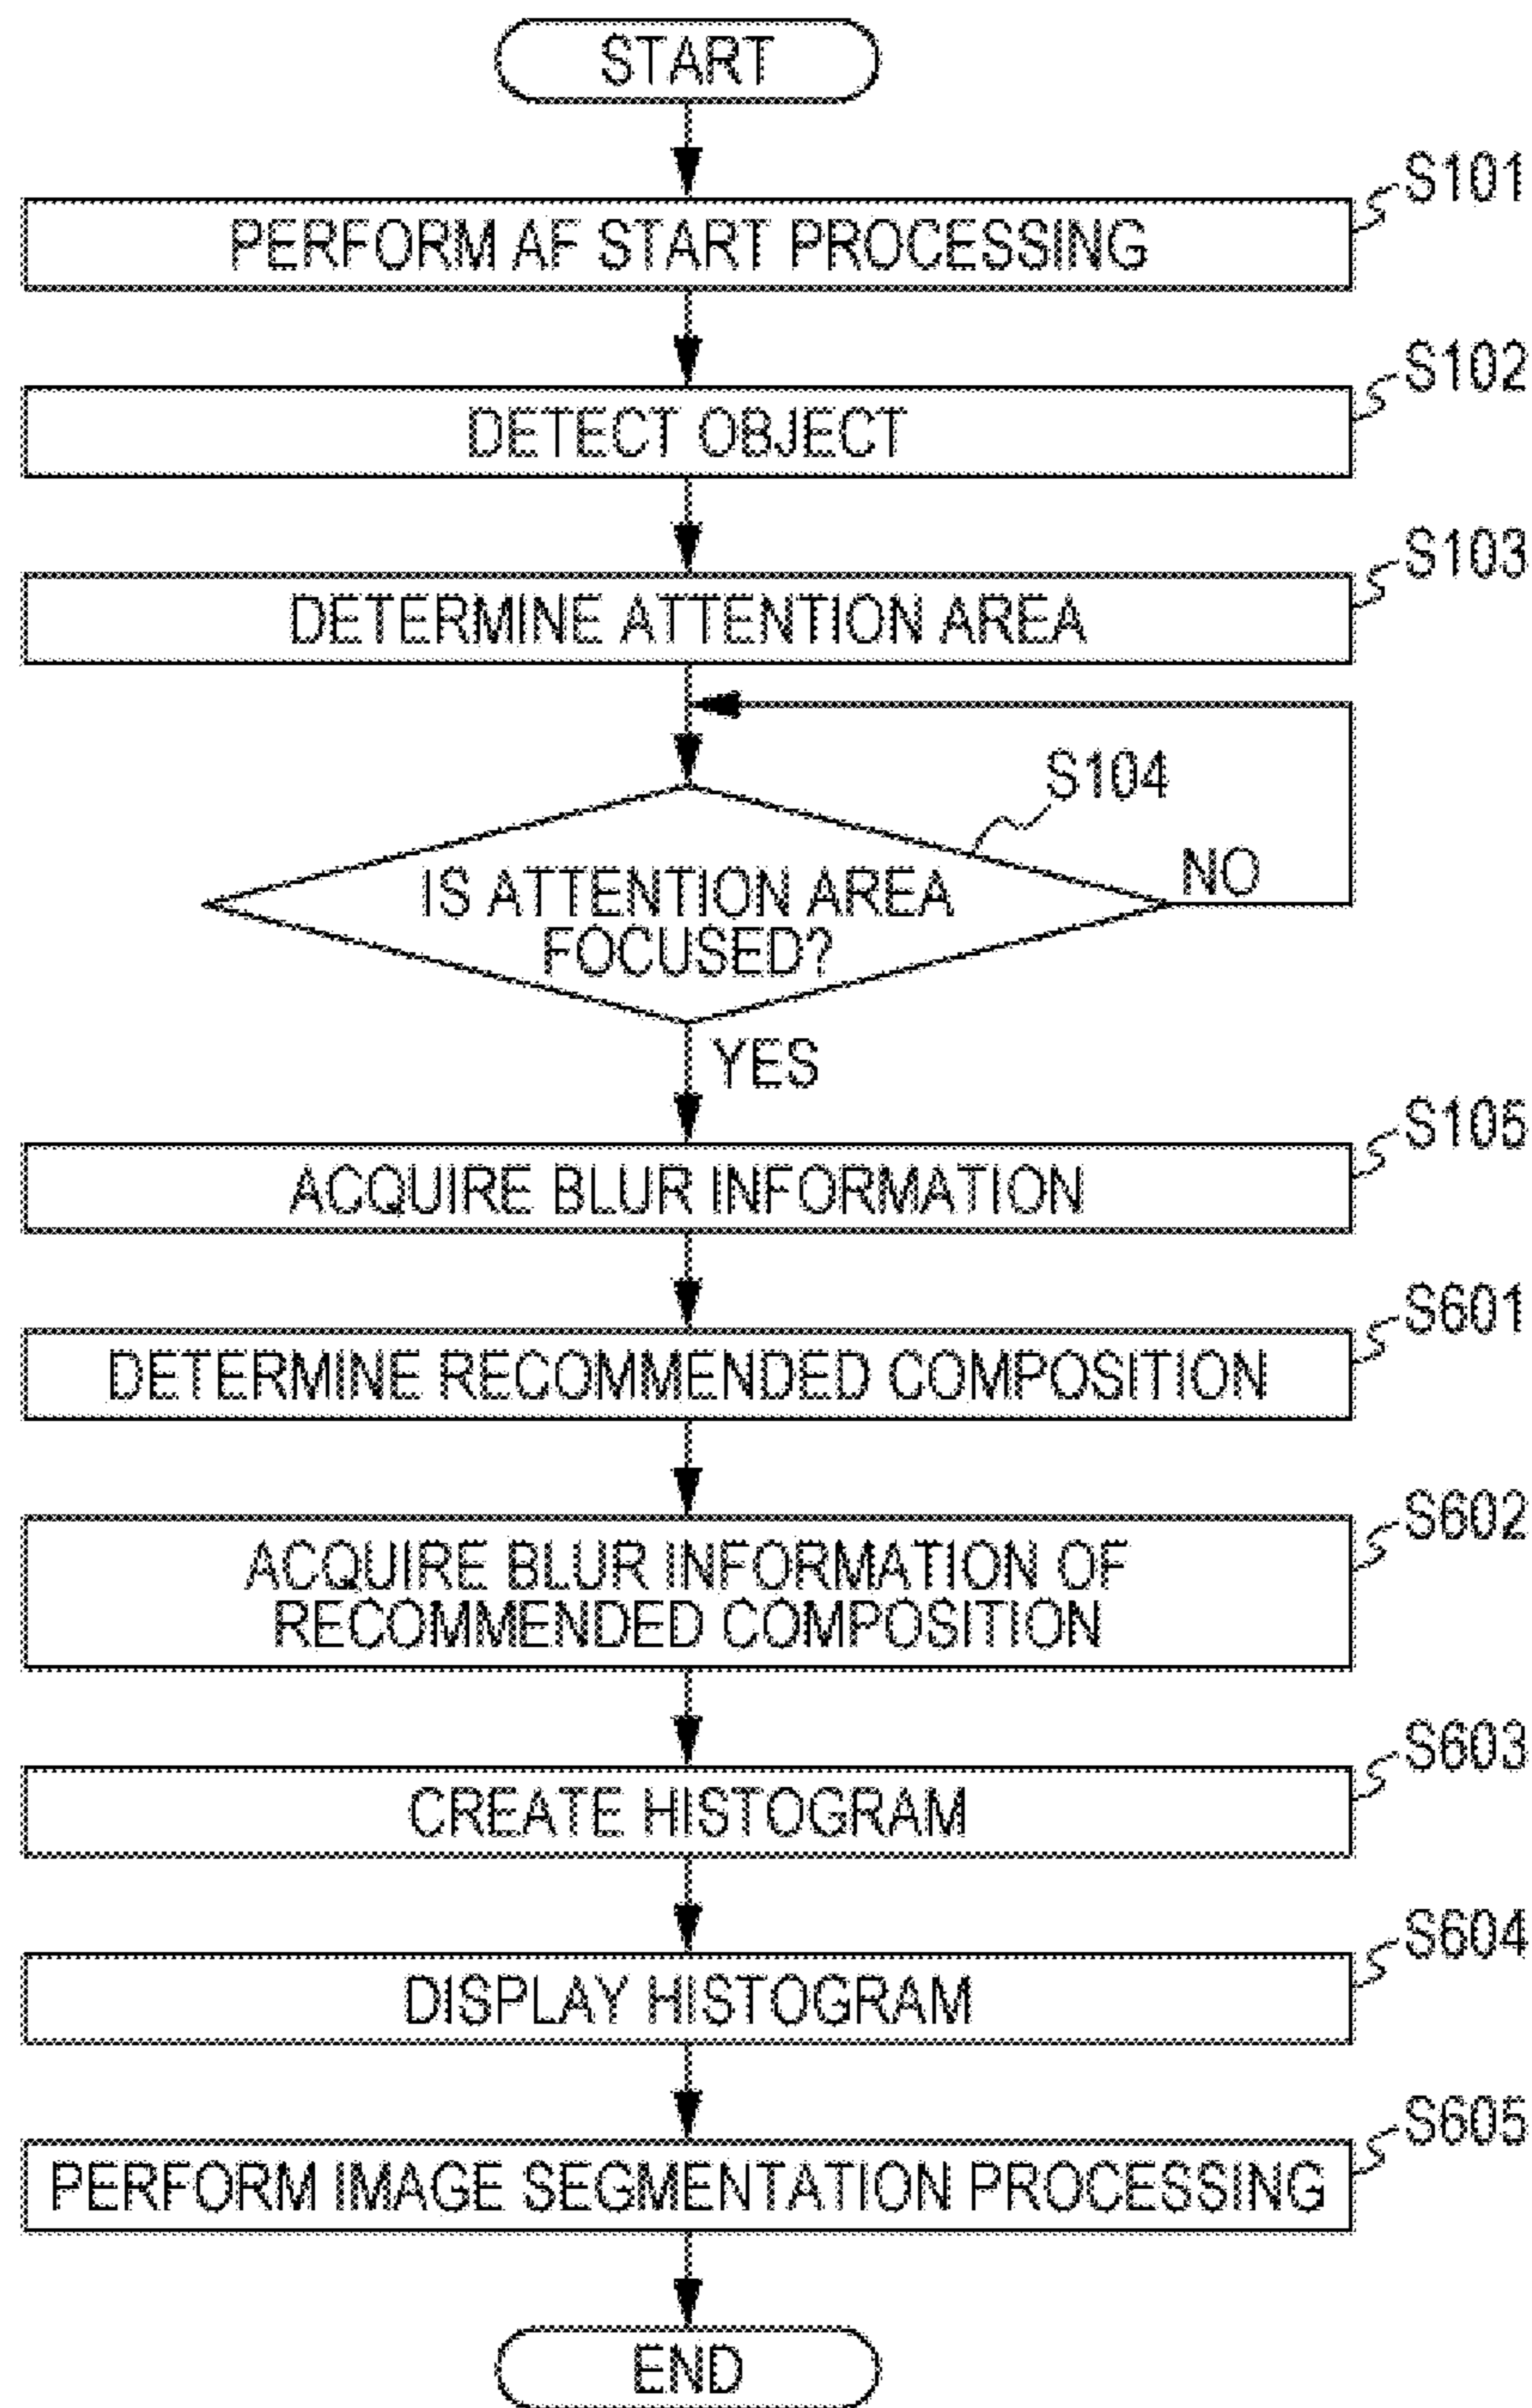 START
S101
PERFORM AF START PROCESSING
S102
DETECT OBJECT
S103
DETERMINE ATTENTION AREA
S104
IS ATTENTION AREA
FOCUSED?
NO
YES
S105
ACQUIRE BLUR INFORMATION
S601
DETERMINE RECOMMENDED COMPOSITION
S602
ACQUIRE BLUR INFORMATION OF
RECOMMENDED COMPOSITION
S603
CREATE HISTOGRAM
S604
DISPLAY HISTOGRAM
S605
PERFORM IMAGE SEGMENTATION PROCESSING
END